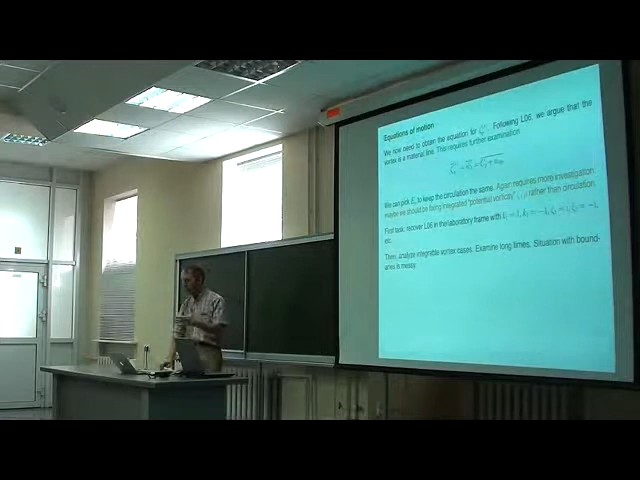 Equations of motion
We now need to obtain the equation for
Following L06, we argue that the
vortex is a material line. This requires further examination
We can pick E to keep the circulation the same. Again requires more investigation
maybe we should be being integrated "potential vorticity" rather than circulation.
First task, recover L06 in the laboratory frame with
etc.
Then, analyze integrable vortex cases. Examine long times. Situation with bound-
aries is messy.